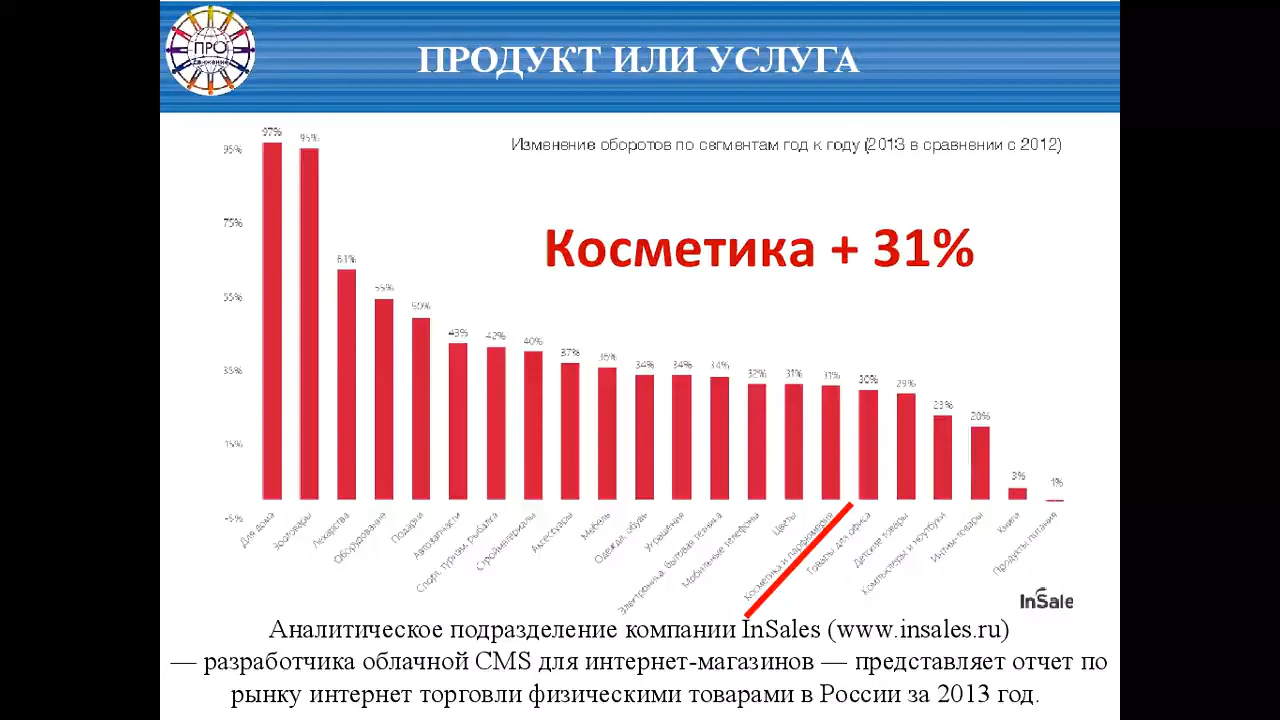 ПРО
Движение
ПРОДУКТ ИЛИ УСЛУГА
Изменение оборотов по сегментам год к году (2013 в сравнении с 2012)
Косметика + 31%
95%
75%
55%
35%
15%
-5%
97%
95%
61%
55%
50%
43%
42%
40%
37%
36%
34%
34%
34%
32%
31%
31%
30%
29%
23%
20%
3%
1%
Для дома
Зоотовары
Лекарства
Оборудование
Подарки
Автозапчасти
Спорт, туризм, рыбалка
Стройматериалы
Аксессуары
Мебель
Одежда, обувь
Украшения
Электроника, бытовая техника
Мобильные телефоны
Цветы
Косметика и парфюмерия
Товары для офиса
Детские товары
Компьютеры и ноутбуки
Интим-товары
Книги
Продукты питания
InSale
Аналитическое подразделение компании InSales (www.insales.ru)
— разработчика облачной CMS для интернет-магазинов — представляет отчет по
рынку интернет торговли физическими товарами в России за 2013 год.